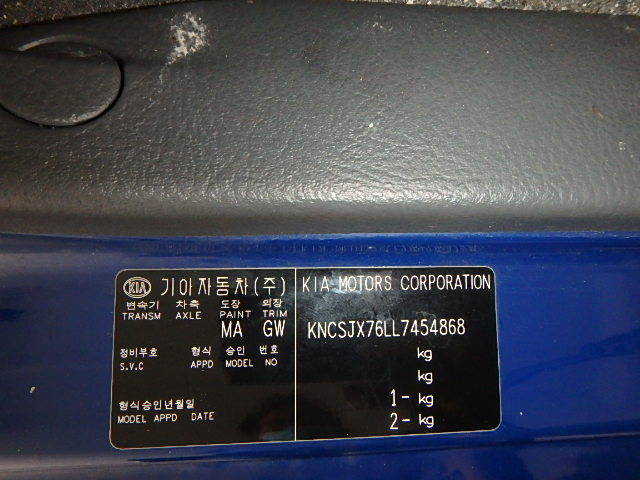 KIA 기아자동차(주)
변속기 차축 도장 의장
TRANSM AXLE PAINT TRIM
MA GW
정비부호 형식 승인 번호
S.V.C APPD MODEL NO
형식승인년월일
MODEL APPD DATE
KIA MOTORS CORPORATION
KNCSJX76LL7454868
kg
kg
1- kg
2- kg